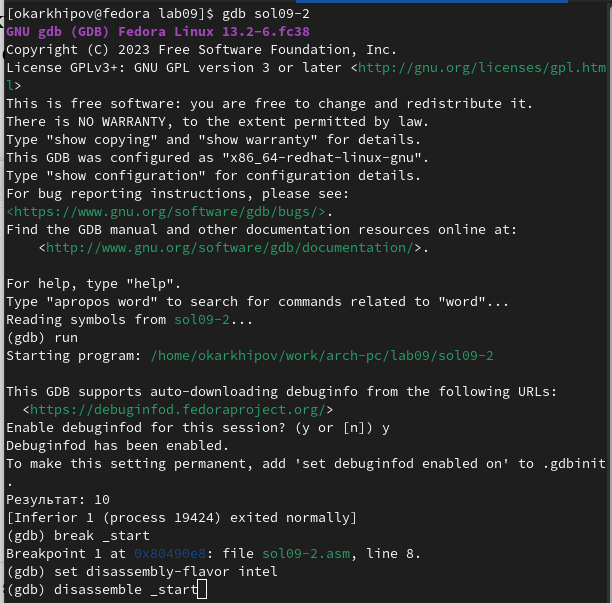 [okarkhipov@fedora lab09]$ gdb sol09-2
GNU gdb (GDB) Fedora Linux 13.2-6.fc38
Copyright (C) 2023 Free Software Foundation, Inc.
License GPLv3+: GNU GPL version 3 or later <http://gnu.org/licenses/gpl.htm
l>
This is free software: you are free to change and redistribute it.
There is NO WARRANTY, to the extent permitted by law.
Type "show copying" and "show warranty" for details.
This GDB was configured as "x86_64-redhat-linux-gnu".
Type "show configuration" for configuration details.
For bug reporting instructions, please see:
<https://www.gnu.org/software/gdb/bugs/>.
Find the GDB manual and other documentation resources online at:
    <http://www.gnu.org/software/gdb/documentation/>.

For help, type "help".
Type "apropos word" to search for commands related to "word"...
Reading symbols from sol09-2...
(gdb) run
Starting program: /home/okarkhipov/work/arch-pc/lab09/sol09-2

This GDB supports auto-downloading debuginfo from the following URLs:
  <https://debuginfod.fedoraproject.org/>
Enable debuginfod for this session? (y or [n]) y
Debuginfod has been enabled.
To make this setting permanent, add 'set debuginfod enabled on' to .gdbinit
.
Результат: 10
[Inferior 1 (process 19424) exited normally]
(gdb) break _start
Breakpoint 1 at 0x80490e8: file sol09-2.asm, line 8.
(gdb) set disassembly-flavor intel
(gdb) disassemble _start